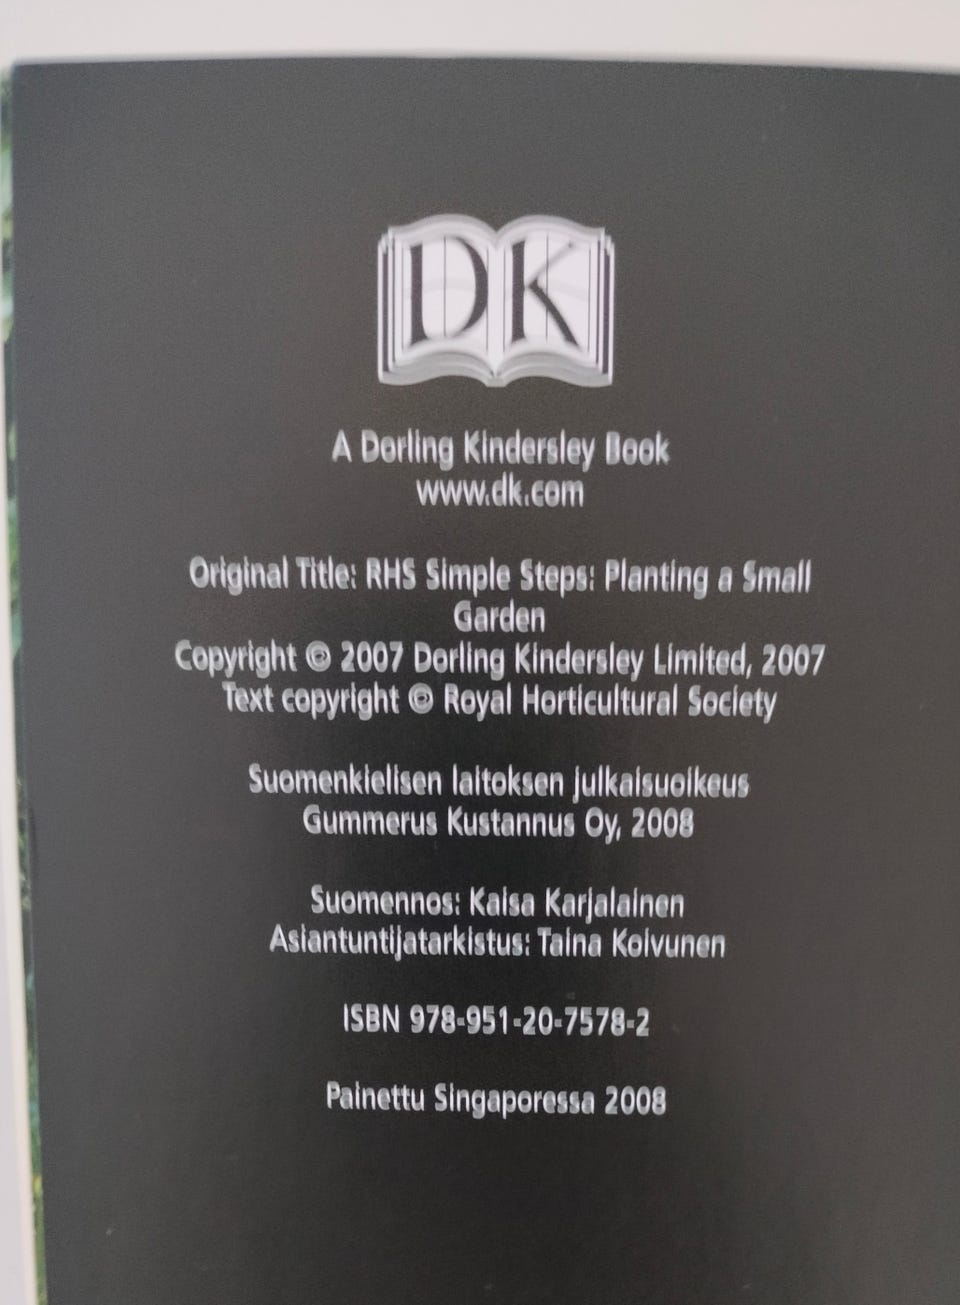 DK
A Dorling Kindersley Book
www.dk.com
Original Title: RHS Simple Steps: Planting a Small
Garden
Copyright © 2007 Dorling Kindersley Limited, 2007
Text copyright © Royal Horticultural Society
Suomenkielisen laitoksen julkaisuoikeus
Gummerus Kustannus Oy, 2008
Suomennos: Kaisa Karjalainen
Asiantuntijatarkistus: Taina Koivunen
ISBN 978-951-20-7578-2
Painettu Singaporessa 2008